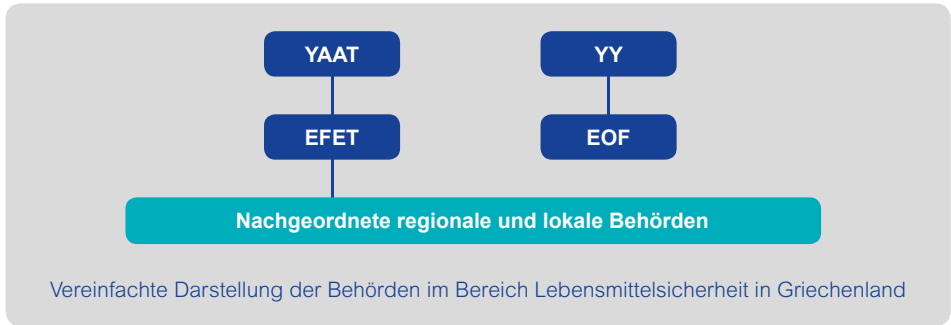 YAAT
YY
EFET
EOF
Nachgeordnete regionale und lokale Behörden
Vereinfachte Darstellung der Behörden im Bereich Lebensmittelsicherheit in Griechenland